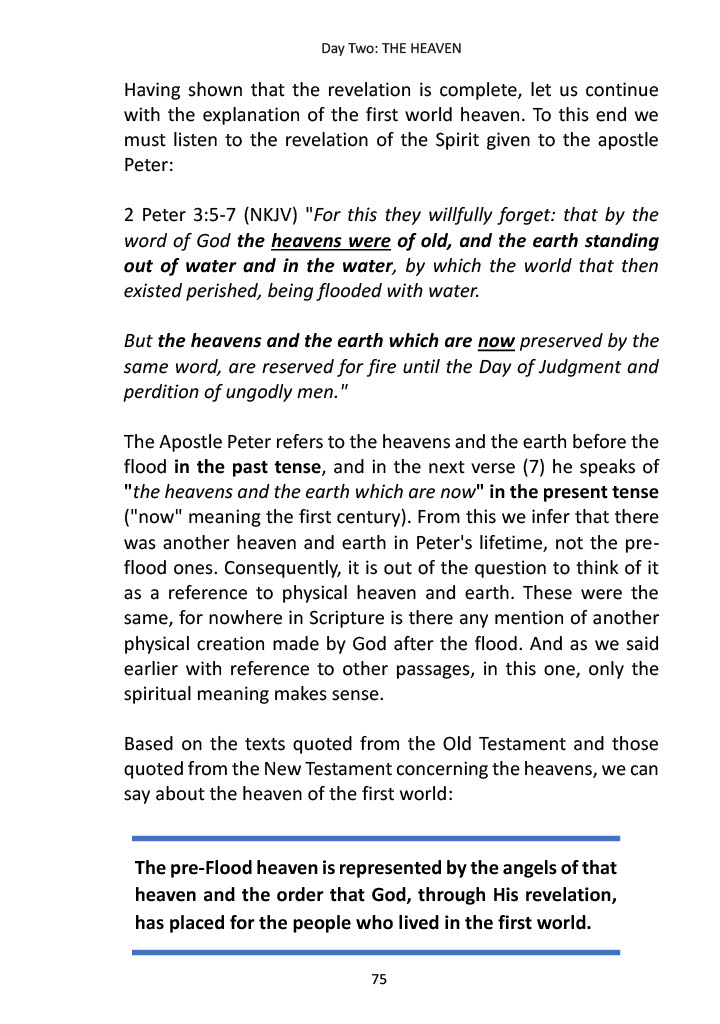 Day Two: THE HEAVEN
Having shown that the revelation is complete, let us continue
with the explanation of the first world heaven. To this end we
must listen to the revelation of the Spirit given to the apostle
Peter:
2 Peter 3:5-7 (NKJV) "For this they willfully forget: that by the
word of God the heavens were of old, and the earth standing
out of water and in the water, by which the world that then
existed perished, being flooded with water.
But the heavens and the earth which are now preserved by the
same word, are reserved for fire until the Day of Judgment and
perdition of ungodly men."
The Apostle Peter refers to the heavens and the earth before the
flood in the past tense, and in the next verse (7) he speaks of
"the heavens and the earth which are now" in the present tense
("now" meaning the first century). From this we infer that there
was another heaven and earth in Peter's lifetime, not the pre-
flood ones. Consequently, it is out of the question to think of it
as a reference to physical heaven and earth. These were the
same, for nowhere in Scripture is there any mention of another
physical creation made by God after the flood. And as we said
earlier with reference to other passages, in this one, only the
spiritual meaning makes sense.
Based on the texts quoted from the Old Testament and those
quoted from the New Testament concerning the heavens, we can
say about the heaven of the first world:
The pre-Flood heaven is represented by the angels of that
heaven and the order that God, through His revelation,
has placed for the people who lived in the first world.
75